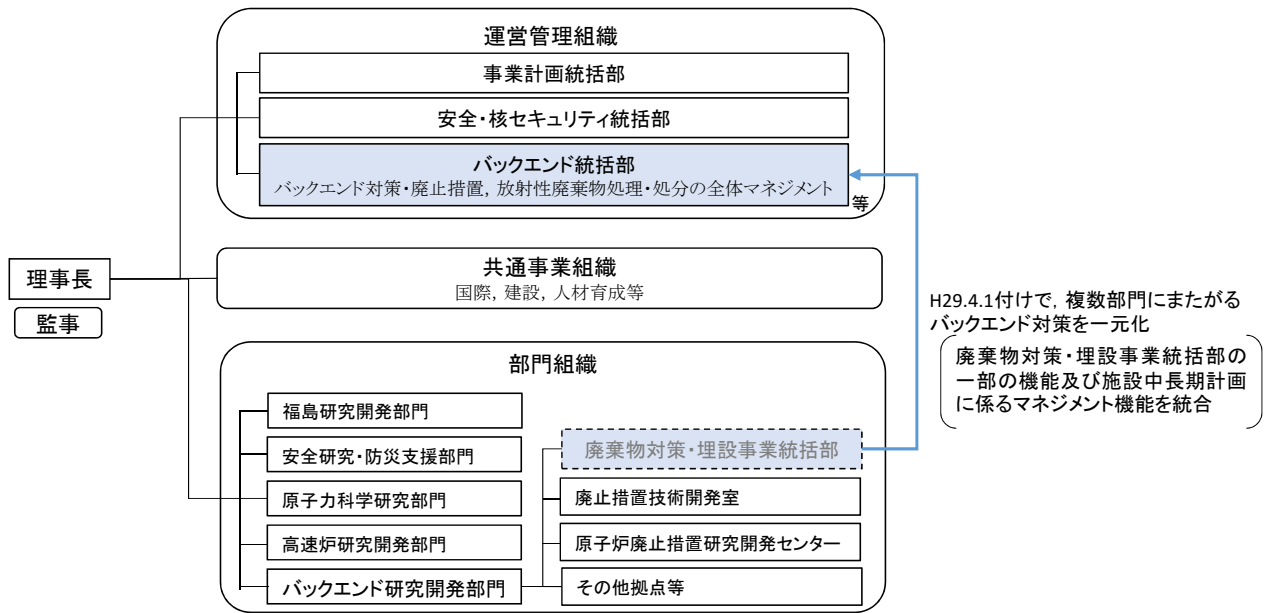 運営管理組織
事業計画統括部
安全・核セキュリティ統括部
バックエンド統括部
バックエンド対策・廃止措置, 放射性廃棄物処理・処分の全体マネジメント
等
理事長
監事
共通事業組織
国際, 建設, 人材育成等
H29.4.1付けで, 複数部門にまたがる
バックエンド対策を一元化
廃棄物対策・埋設事業統括部の
一部の機能及び施設中長期計画
に係るマネジメント機能を統合
部門組織
福島研究開発部門
安全研究・防災支援部門
原子力科学研究部門
高速炉研究開発部門
バックエンド研究開発部門
廃棄物対策・埋設事業統括部
廃止措置技術開発室
原子炉廃止措置研究開発センター
その他拠点等